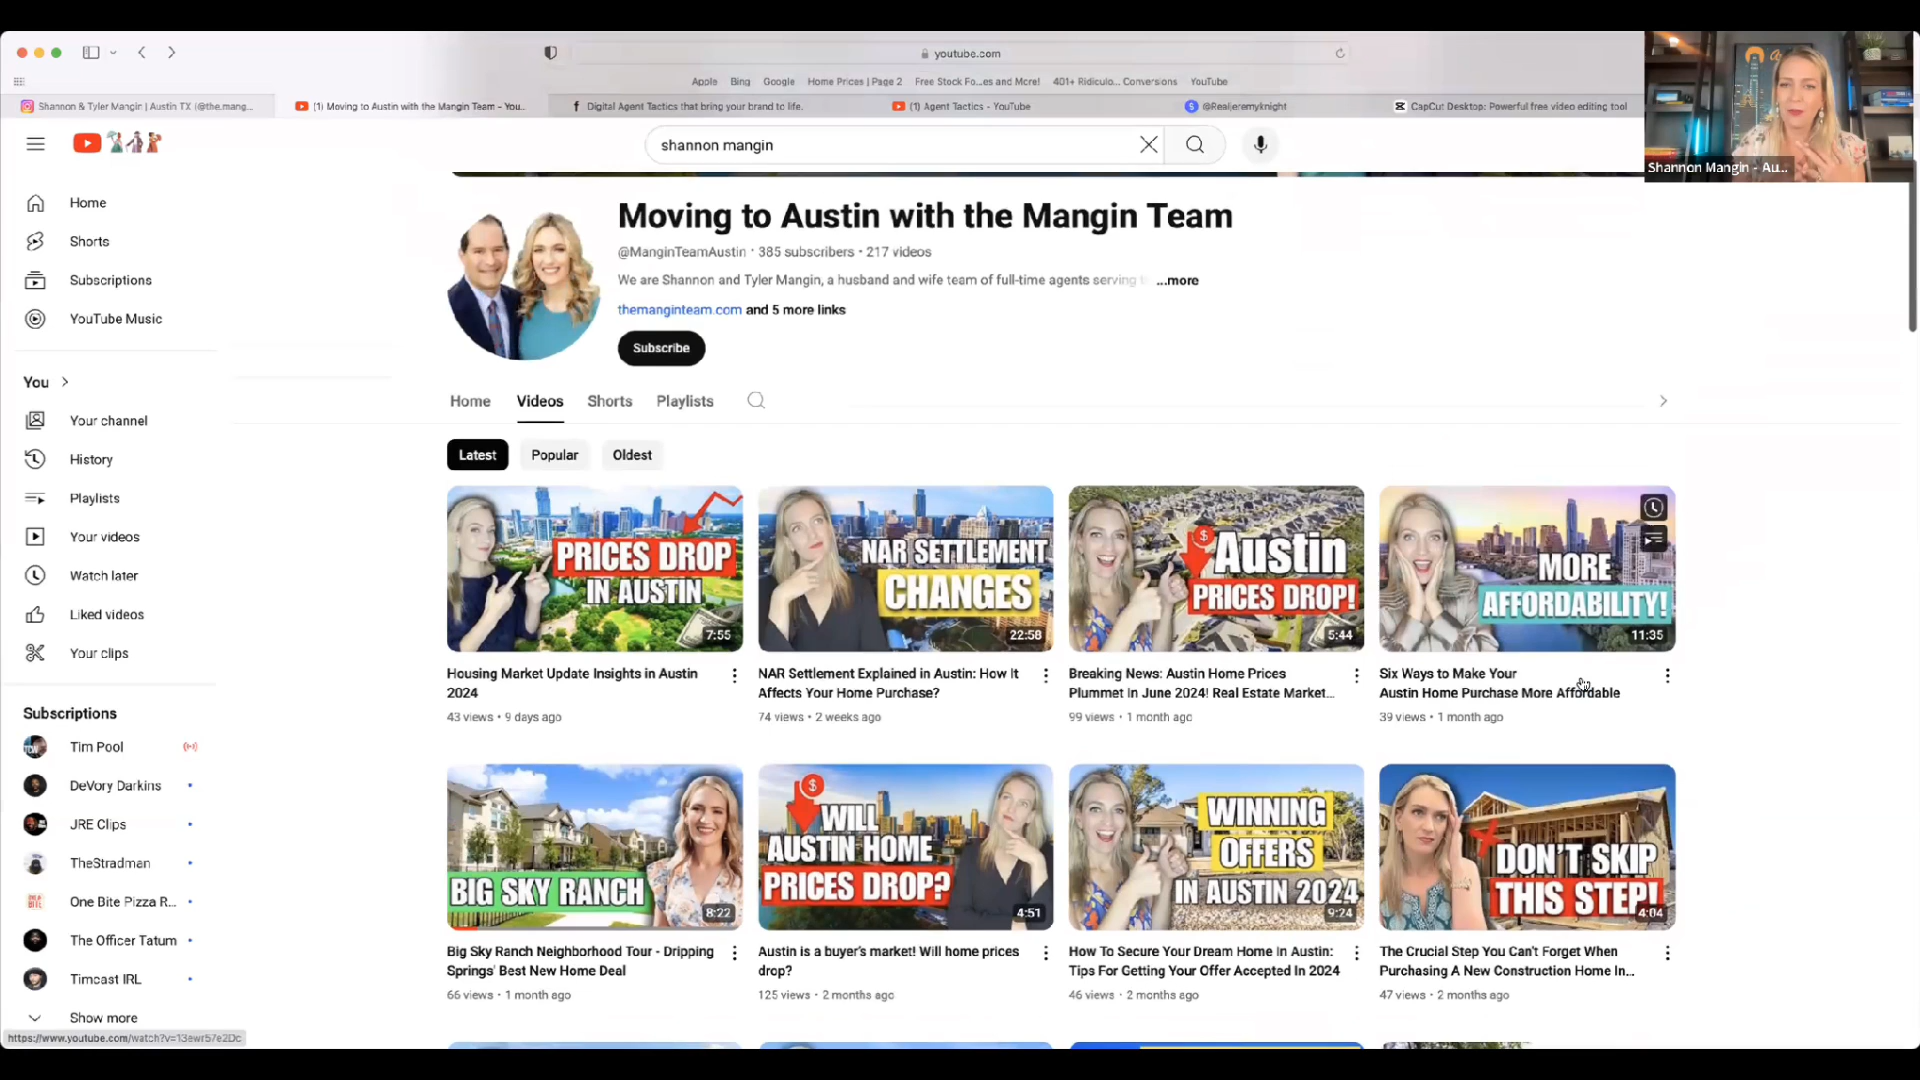 youtube.com
Apple Bing Google Home Prices | Page 2 Free Stock Fo...es and More! 401+ Ridiculo... Conversions YouTube
Shannon & Tyler Mangin | Austin TX (@the.mang...
(1) Moving to Austin with the Mangin Team - You...
Digital Agent Tactics that bring your brand to life.
(1) Agent Tactics - YouTube
@Realjeremyknight
CapCut Desktop: Powerful free video editing tool
Shannon Mangin - Au...
shannon mangin
Home
Shorts
Subscriptions
YouTube Music
You
Your channel
History
Playlists
Your videos
Watch later
Liked videos
Your clips
Subscriptions
Tim Pool
DeVory Darkins
JRE Clips
TheStradman
One Bite Pizza R...
The Officer Tatum
Timcast IRL
Show more
https://www.youtube.com/watch?v=13ewr57e2Dc
Moving to Austin with the Mangin Team
@ManginTeamAustin · 385 subscribers · 217 videos
We are Shannon and Tyler Mangin, a husband and wife team of full-time agents serving ...more
themanginteam.com and 5 more links
Subscribe
Home Videos Shorts Playlists
Latest Popular Oldest
PRICES DROP
IN AUSTIN
7:55
Housing Market Update Insights in Austin
2024
43 views · 9 days ago
NAR SETTLEMENT
CHANGES
22:58
NAR Settlement Explained in Austin: How It
Affects Your Home Purchase?
74 views · 2 weeks ago
$
Austin
PRICES DROP!
5:44
Breaking News: Austin Home Prices
Plummet In June 2024! Real Estate Market...
99 views · 1 month ago
MORE
AFFORDABILITY!
11:35
Six Ways to Make Your
Austin Home Purchase More Affordable
39 views · 1 month ago
BIG SKY RANCH
8:22
Big Sky Ranch Neighborhood Tour - Dripping
Springs' Best New Home Deal
66 views · 1 month ago
$
WILL
AUSTIN HOME
PRICES DROP?
4:51
Austin is a buyer's market! Will home prices
drop?
125 views · 2 months ago
WINNING
OFFERS
IN AUSTIN 2024
9:24
How To Secure Your Dream Home In Austin:
Tips For Getting Your Offer Accepted In 2024
46 views · 2 months ago
DON'T SKIP
THIS STEP!
4:04
The Crucial Step You Can't Forget When
Purchasing A New Construction Home In...
47 views · 2 months ago